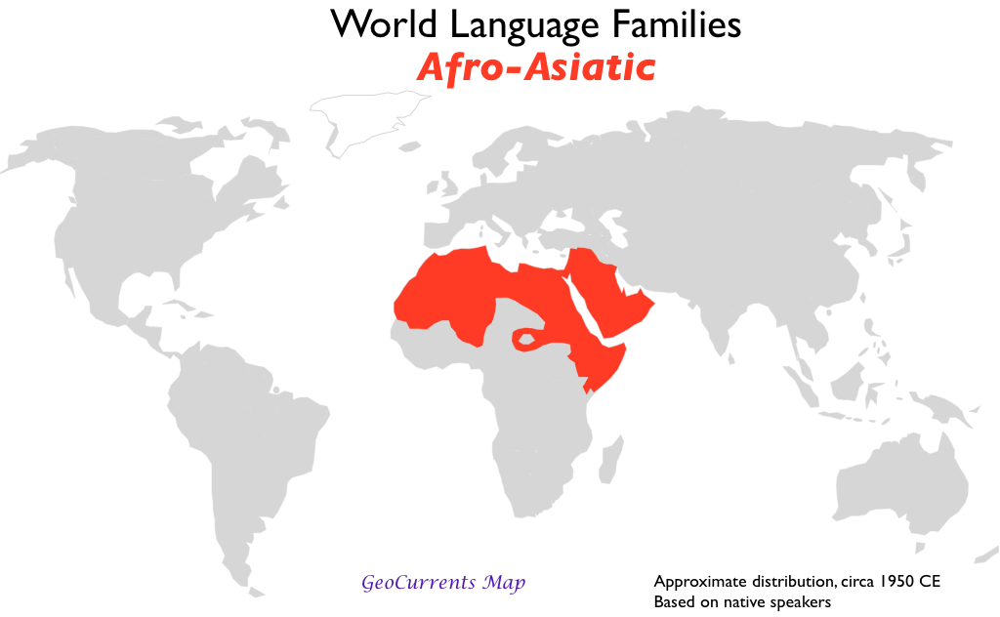 World Language Families
Afro-Asiatic
GeoCurrents Map
Approximate distribution, circa 1950 CE
Based on native speakers